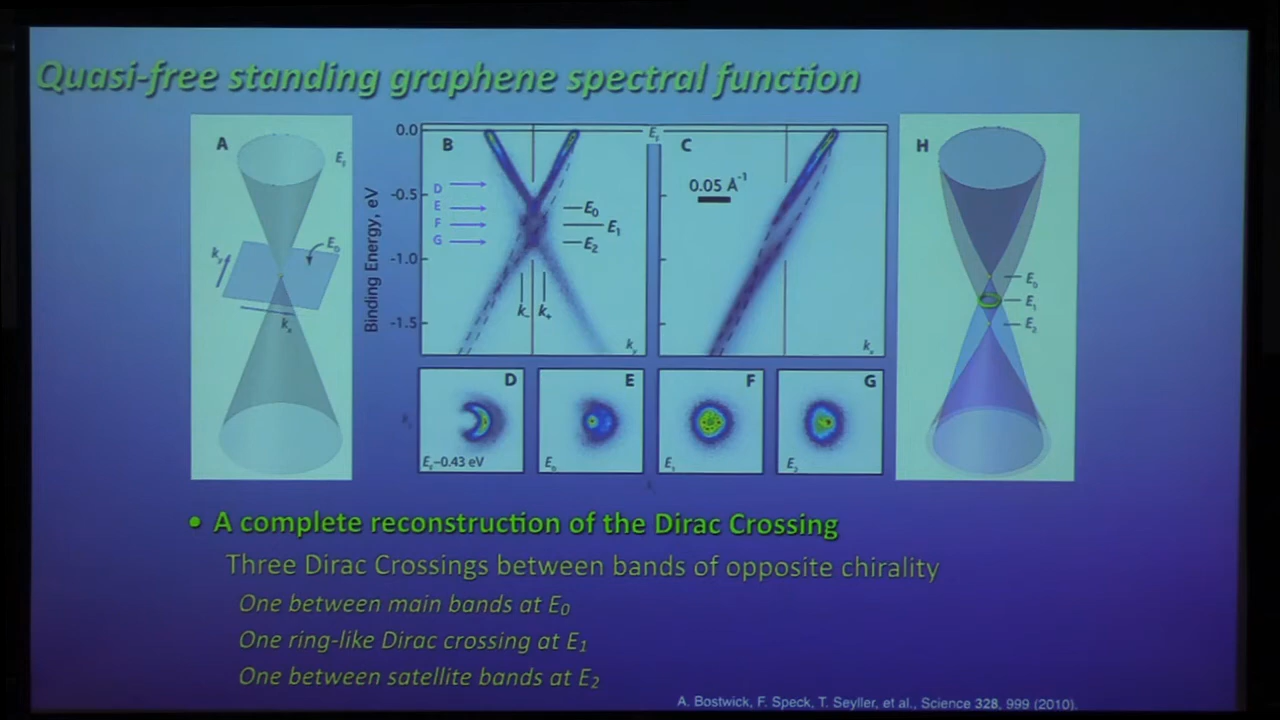 Quasi-free standing graphene spectral function
A
E_F
E_0
k_y
k_x
Binding Energy, eV
0.0
-0.5
-1.0
-1.5
B
D
E
F
G
E_0
E_1
E_2
k_- k_+
k_y
E_F
C
0.05 Å⁻¹
k_x
H
E_0
E_1
E_2
D
E_F-0.43 eV
E
E_0
F
E_1
G
E_2
• A complete reconstruction of the Dirac Crossing
Three Dirac Crossings between bands of opposite chirality
One between main bands at E₀
One ring-like Dirac crossing at E₁
One between satellite bands at E₂
A. Bostwick, F. Speck, T. Seyller, et al., Science 328, 999 (2010).